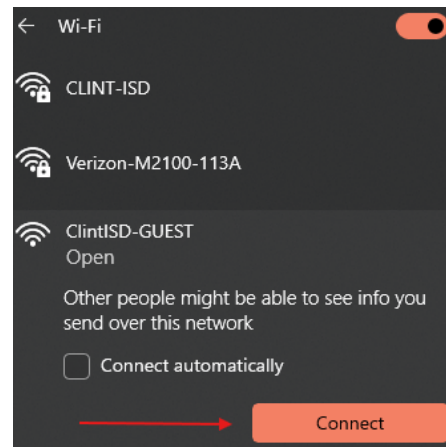 Wi-Fi
CLINT-ISD
Verizon-M2100-113A
ClintISD-GUEST
Open
Other people might be able to see info you
send over this network
Connect automatically
Connect